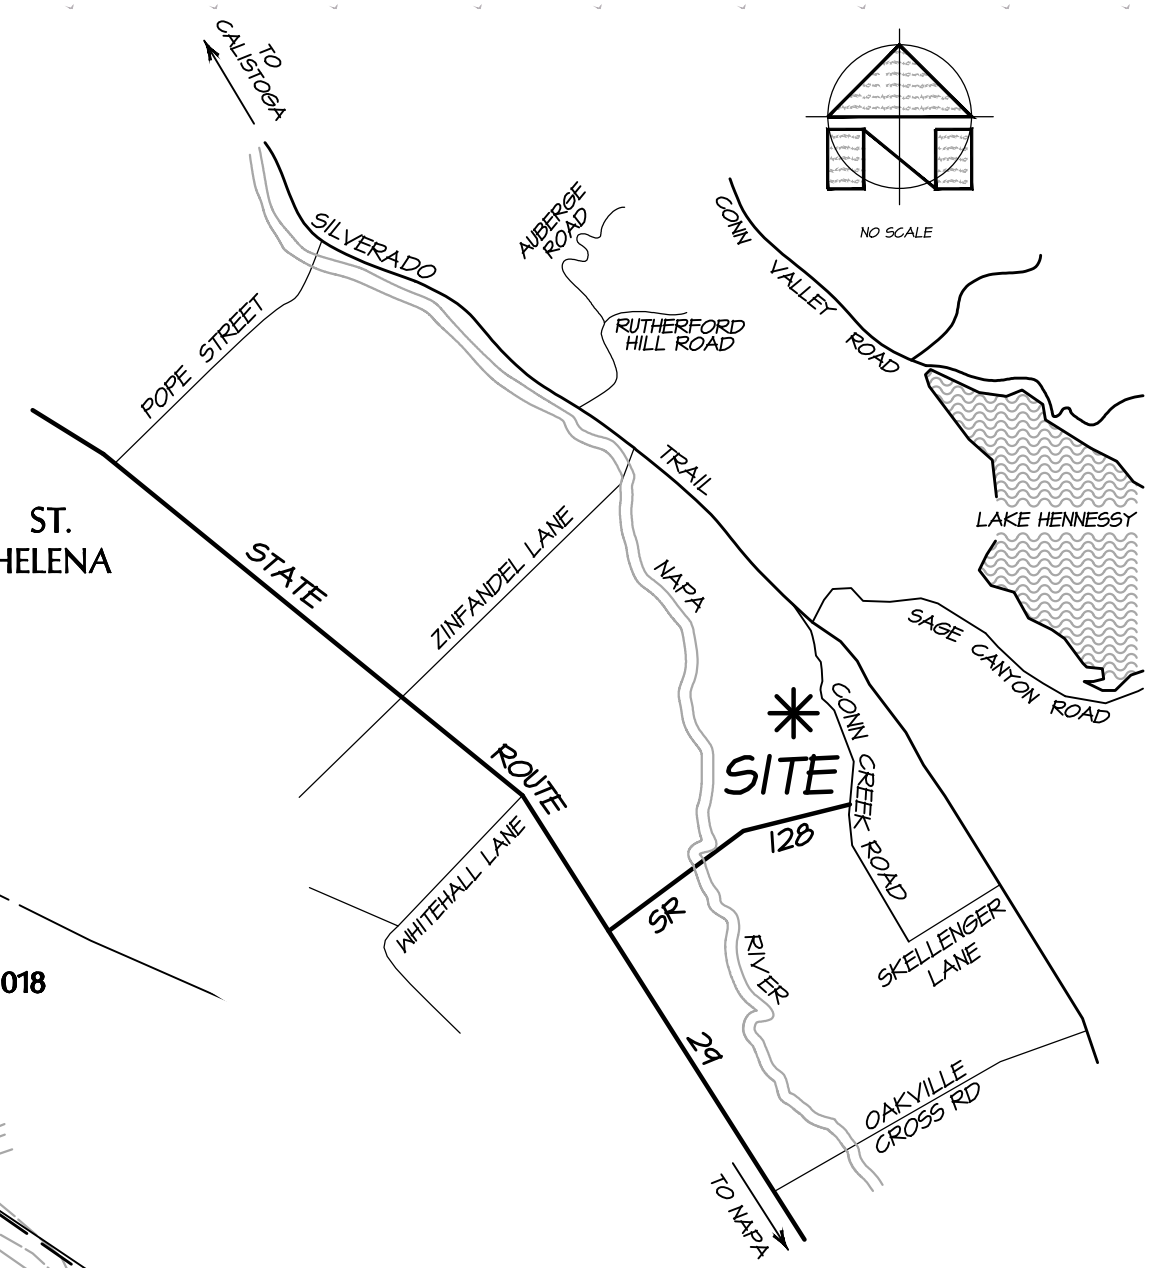 TO
CALISTOGA
NO SCALE
CONN VALLEY ROAD
AUBERGE
ROAD
SILVERADO TRAIL
RUTHERFORD
HILL ROAD
POPE STREET
LAKE HENNESSY
ST.
HELENA
STATE ROUTE 29
ZINFANDEL LANE
NAPA RIVER
SAGE CANYON ROAD
CONN CREEK ROAD
SITE
SR 128
WHITEHALL LANE
SKELLENGER
LANE
018
OAKVILLE
CROSS RD
TO NAPA